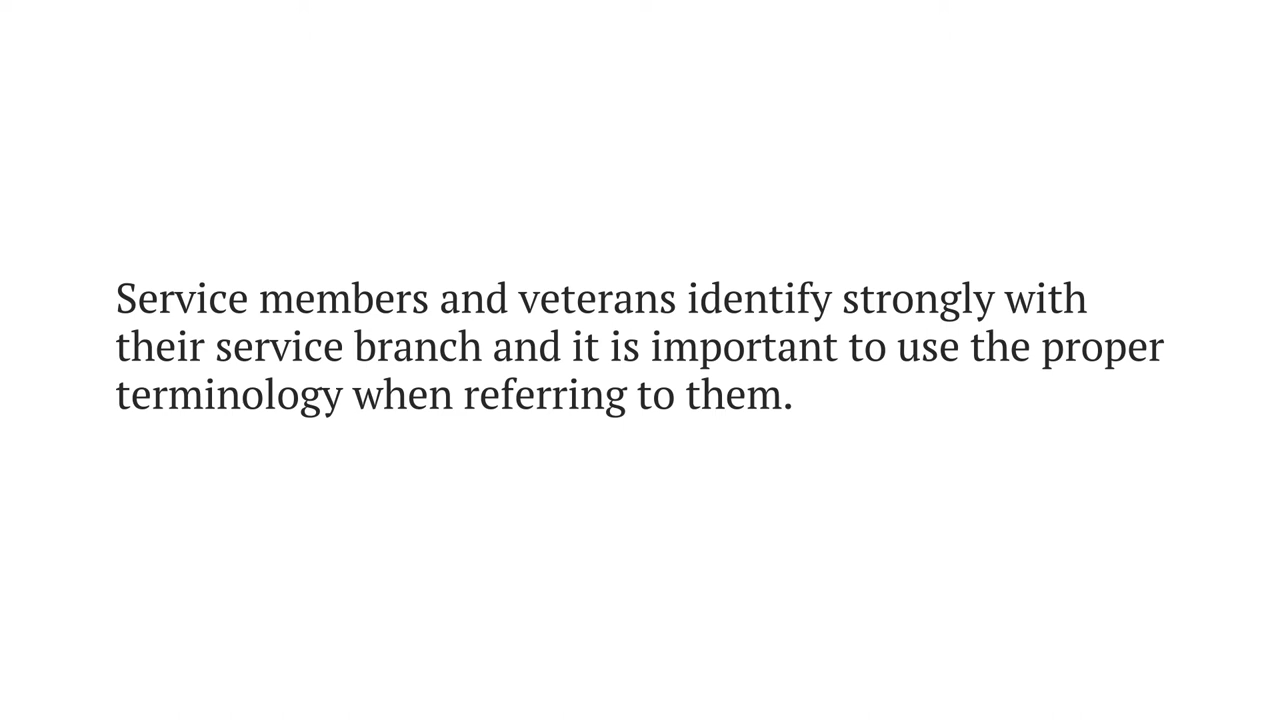 Service members and veterans identify strongly with
their service branch and it is important to use the proper
terminology when referring to them.